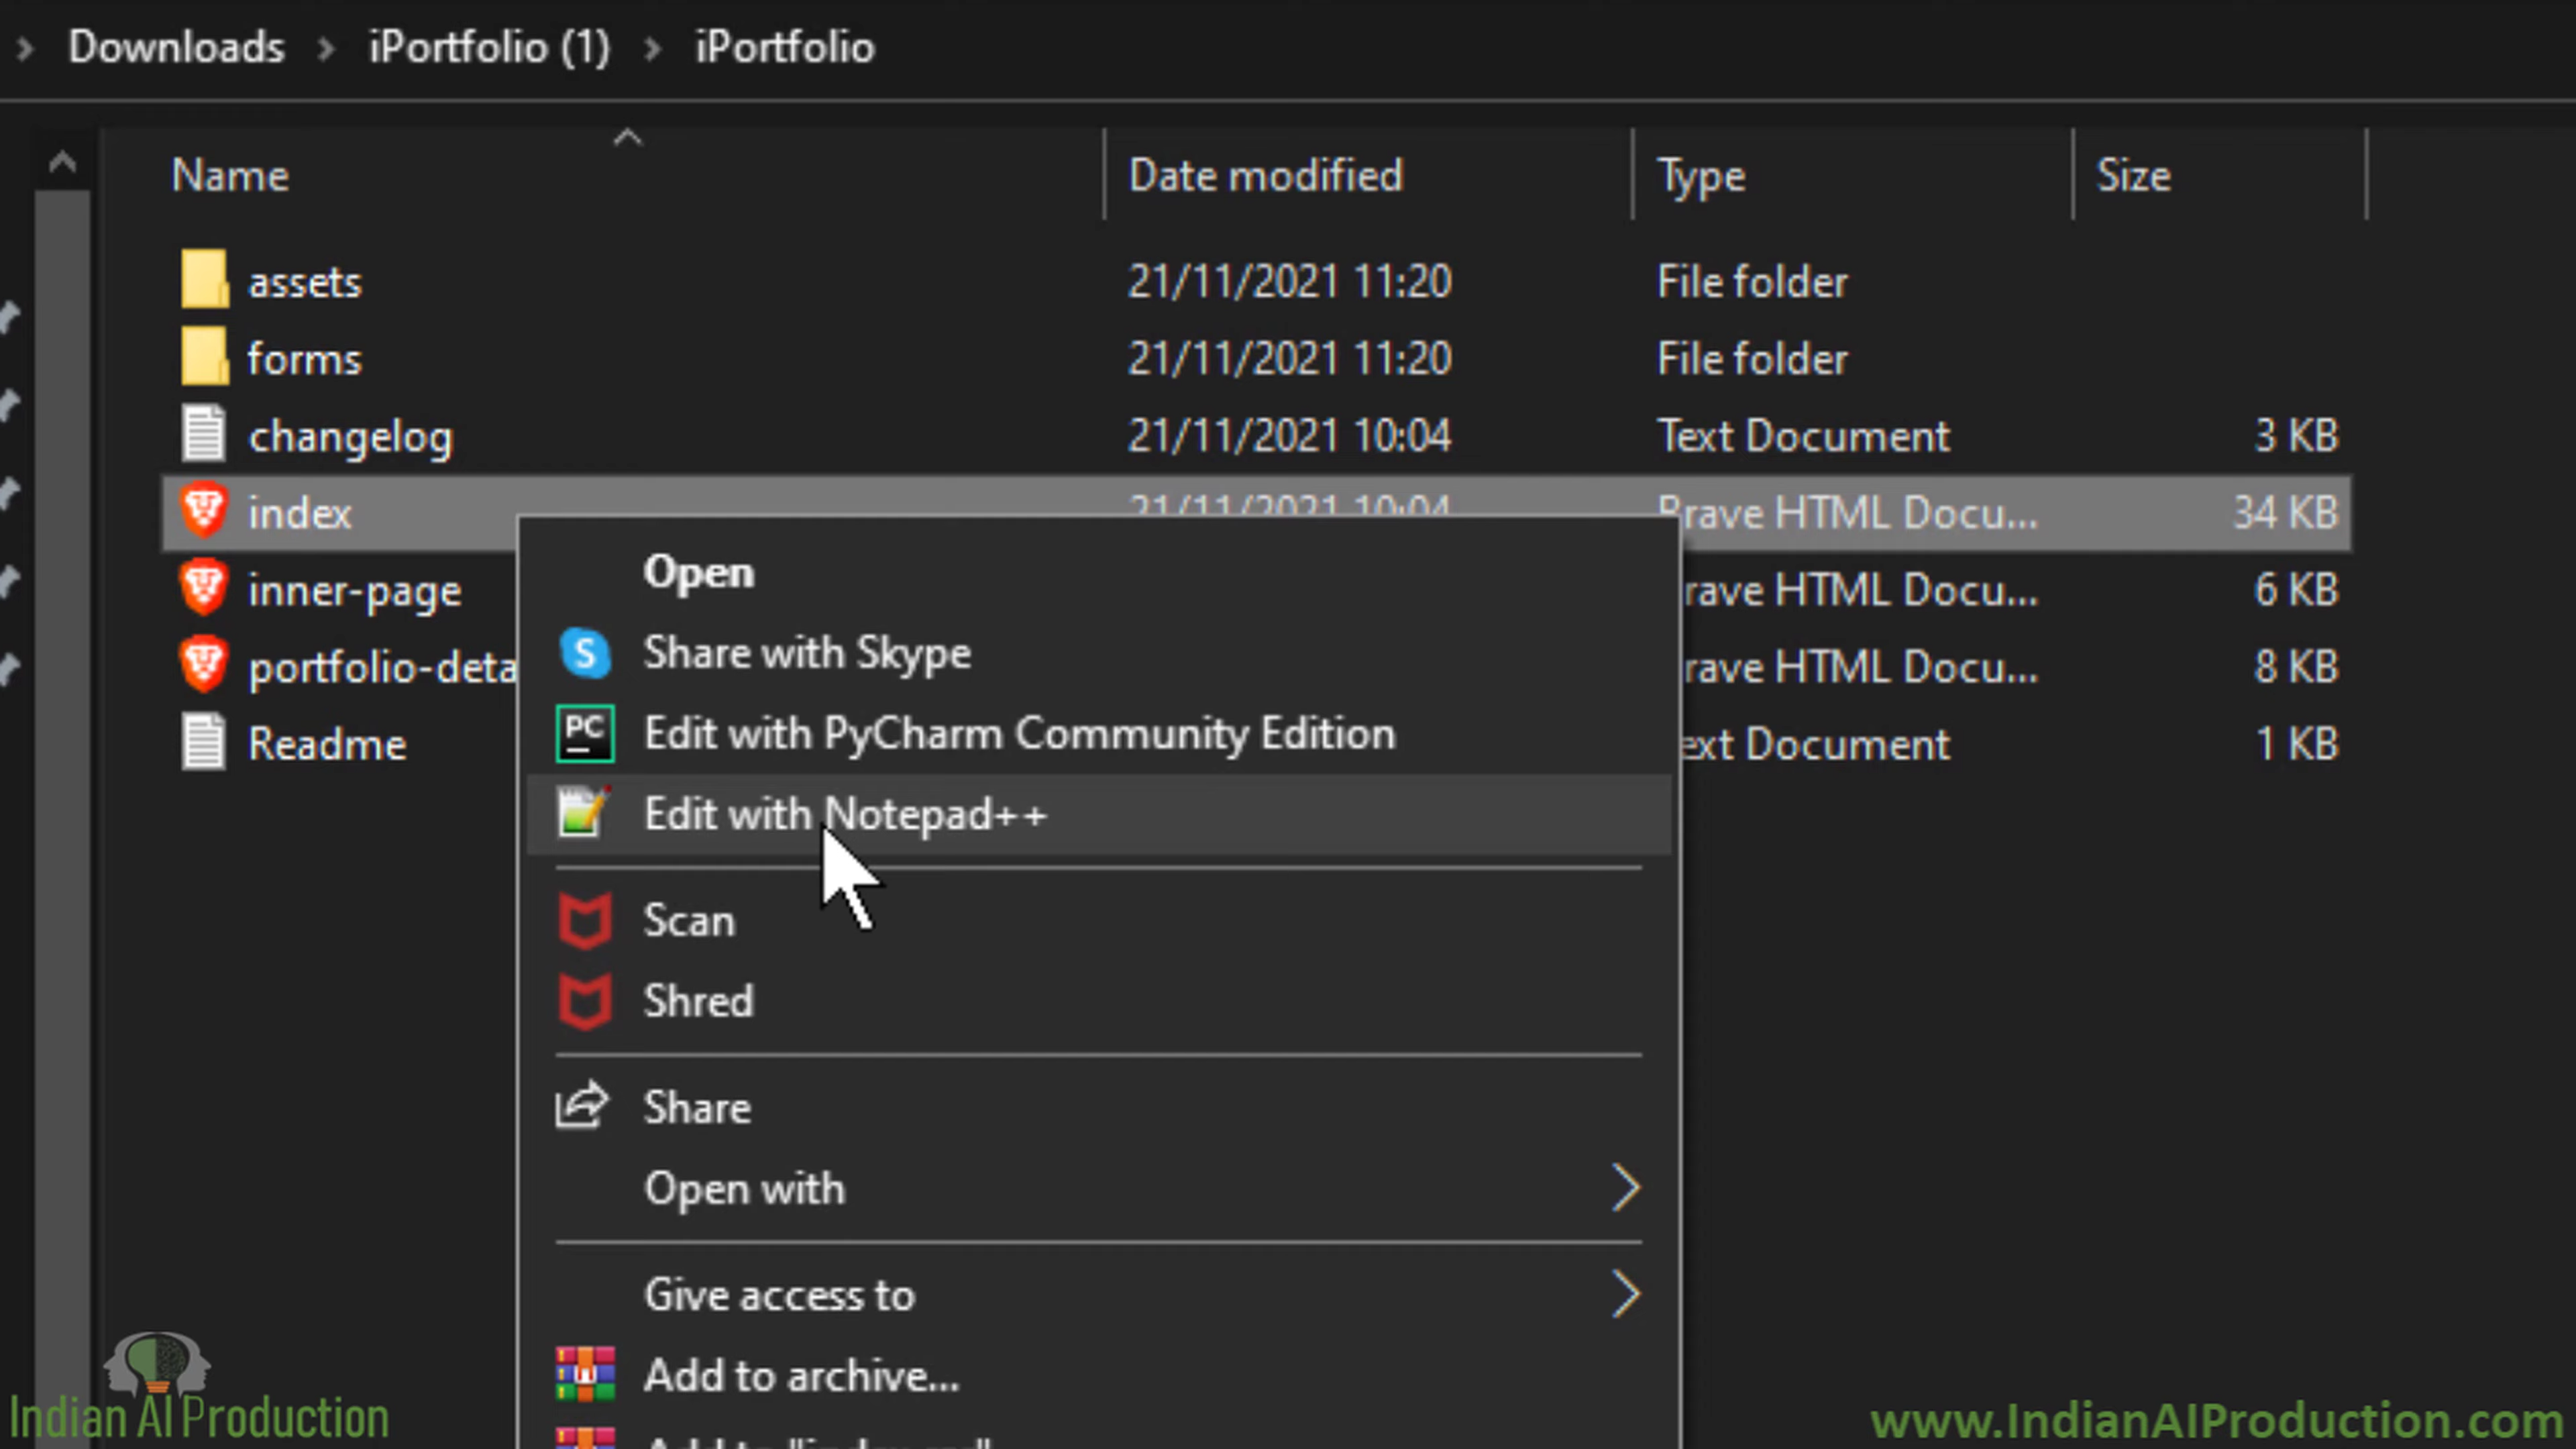 Downloads > iPortfolio (1) > iPortfolio
Name Date modified Type Size
assets 21/11/2021 11:20 File folder
forms 21/11/2021 11:20 File folder
changelog 21/11/2021 10:04 Text Document 3 KB
index 21/11/2021 10:04 Brave HTML Docu... 34 KB
inner-page rave HTML Docu... 6 KB
portfolio-deta rave HTML Docu... 8 KB
Readme ext Document 1 KB
Open
S Share with Skype
PC Edit with PyCharm Community Edition
Edit with Notepad++
Scan
Shred
Share
Open with
Give access to
Add to archive...
Indian AI Production
www.IndianAIProduction.com